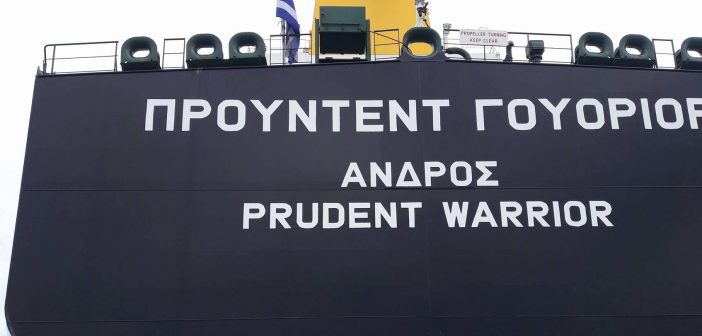 PROPELLER TURNING
KEEP CLEAR
ΠΡΟΥΝΤΕΝΤ ΓΟΥΟΡΙΟΡ
ΑΝΔΡΟΣ
PRUDENT WARRIOR